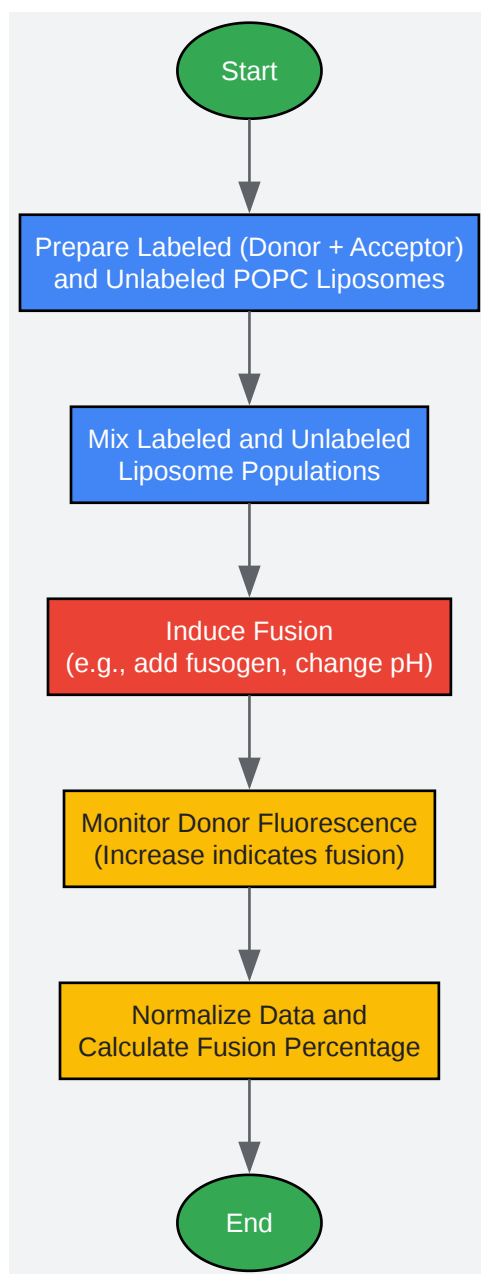 Start
Prepare Labeled (Donor + Acceptor)
and Unlabeled POPC Liposomes
Mix Labeled and Unlabeled
Liposome Populations
Induce Fusion
(e.g., add fusogen, change pH)
Monitor Donor Fluorescence
(Increase indicates fusion)
Normalize Data and
Calculate Fusion Percentage
End